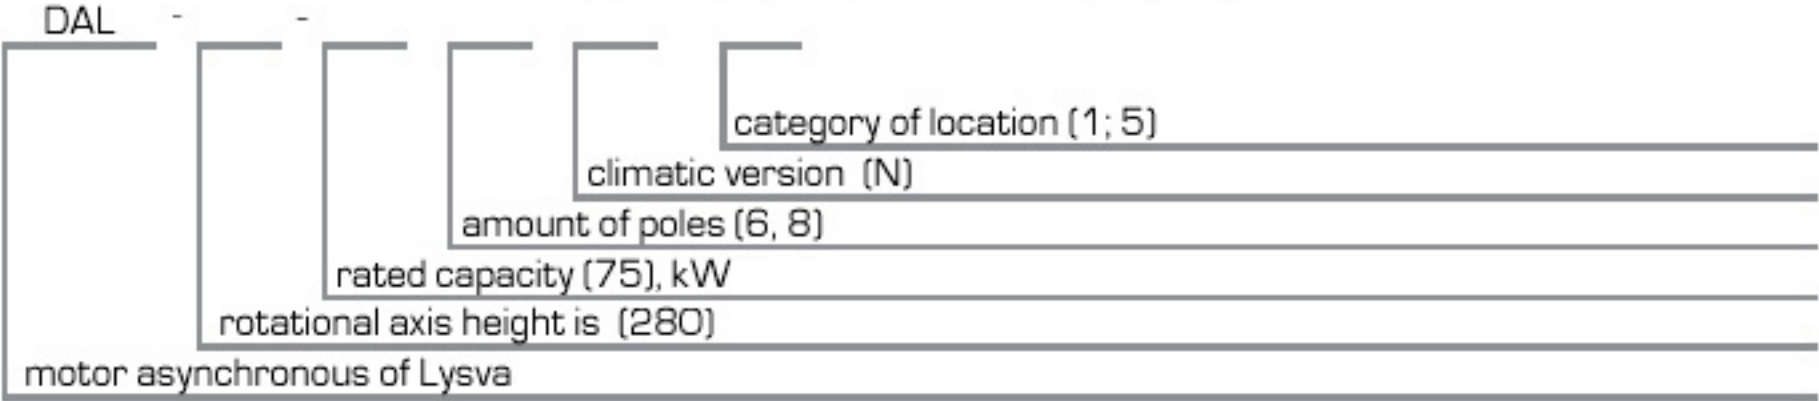 DAL - -
category of location (1; 5)
climatic version (N)
amount of poles (6, 8)
rated capacity (75), kW
rotational axis height is (280)
motor asynchronous of Lysva